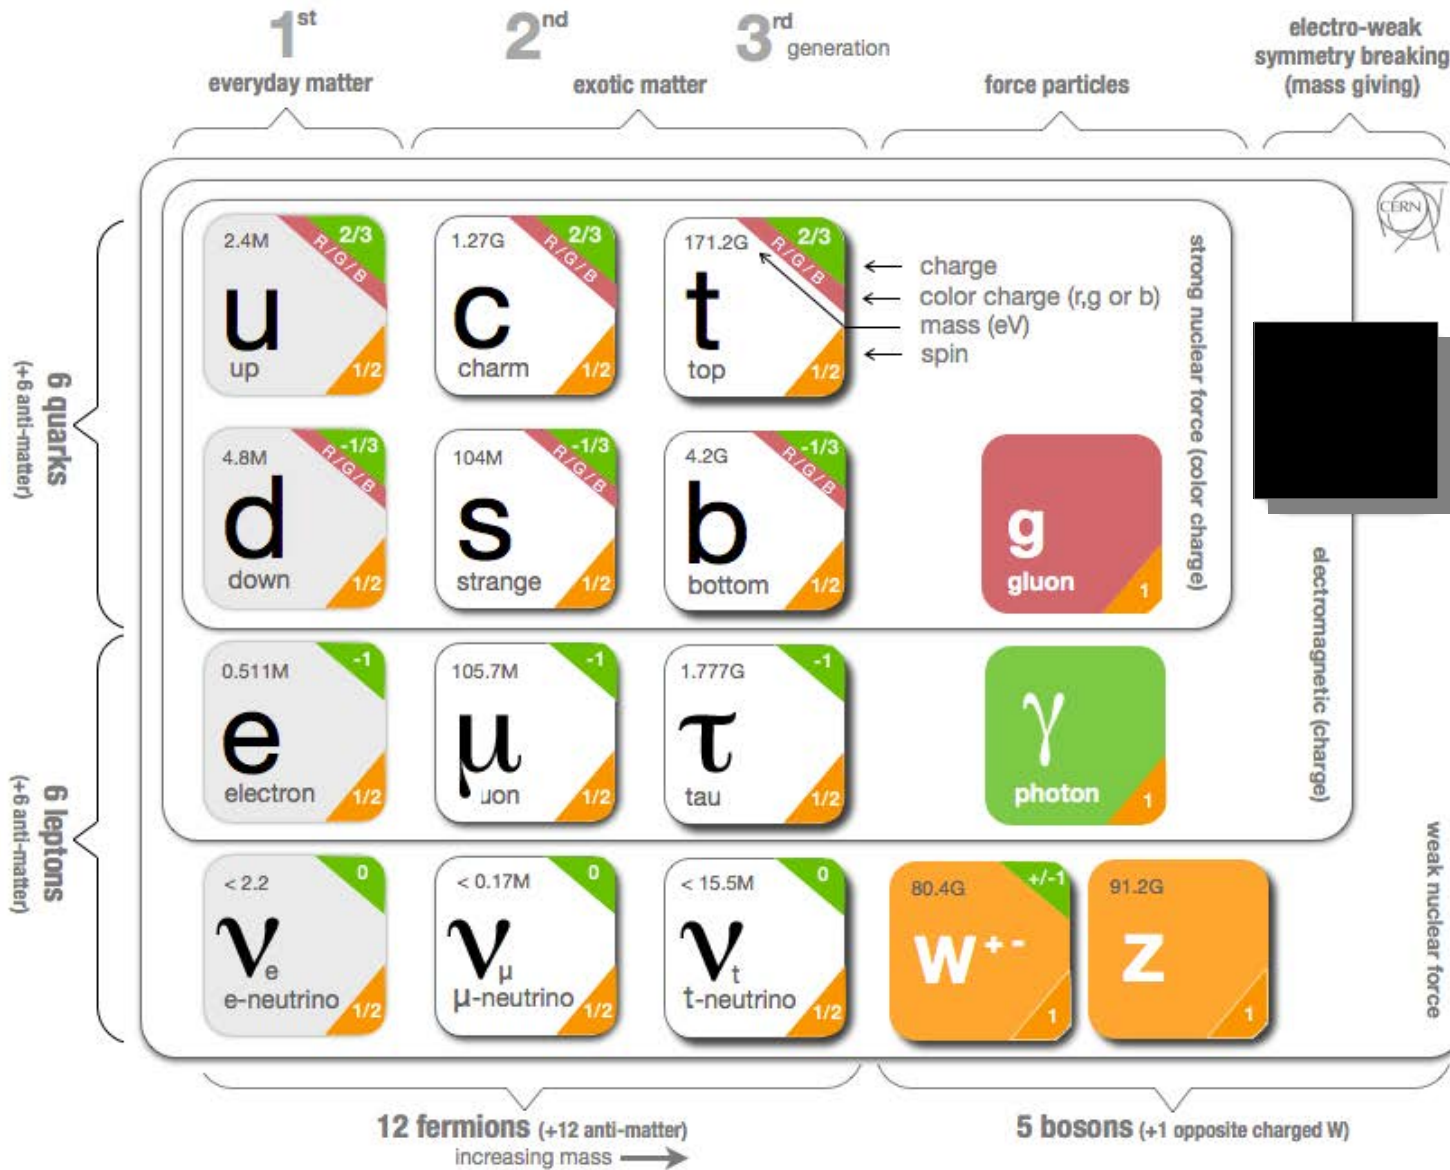 1st
2nd
3rd generation
everyday matter
exotic matter
force particles
electro-weak
symmetry breaking
(mass giving)
CERN
6 quarks
(+6 anti-matter)
6 leptons
(+6 anti-matter)
2.4M
2/3
R/G/B
u
up
1/2
1.27G
2/3
R/G/B
c
charm
1/2
171.2G
2/3
R/G/B
t
top
1/2
charge
color charge (r,g or b)
mass (eV)
spin
strong nuclear force (color charge)
4.8M
-1/3
R/G/B
d
down
1/2
104M
-1/3
R/G/B
s
strange
1/2
4.2G
-1/3
R/G/B
b
bottom
1/2
g
gluon
1
electromagnetic (charge)
0.511M
-1
e
electron
1/2
105.7M
-1
μ
uon
1/2
1.777G
-1
τ
tau
1/2
γ
photon
1
weak nuclear force
< 2.2
0
νe
e-neutrino
1/2
< 0.17M
0
νμ
μ-neutrino
1/2
< 15.5M
0
νt
t-neutrino
1/2
80.4G
+/-1
W+-
1
91.2G
Z
1
12 fermions (+12 anti-matter)
increasing mass
5 bosons (+1 opposite charged W)